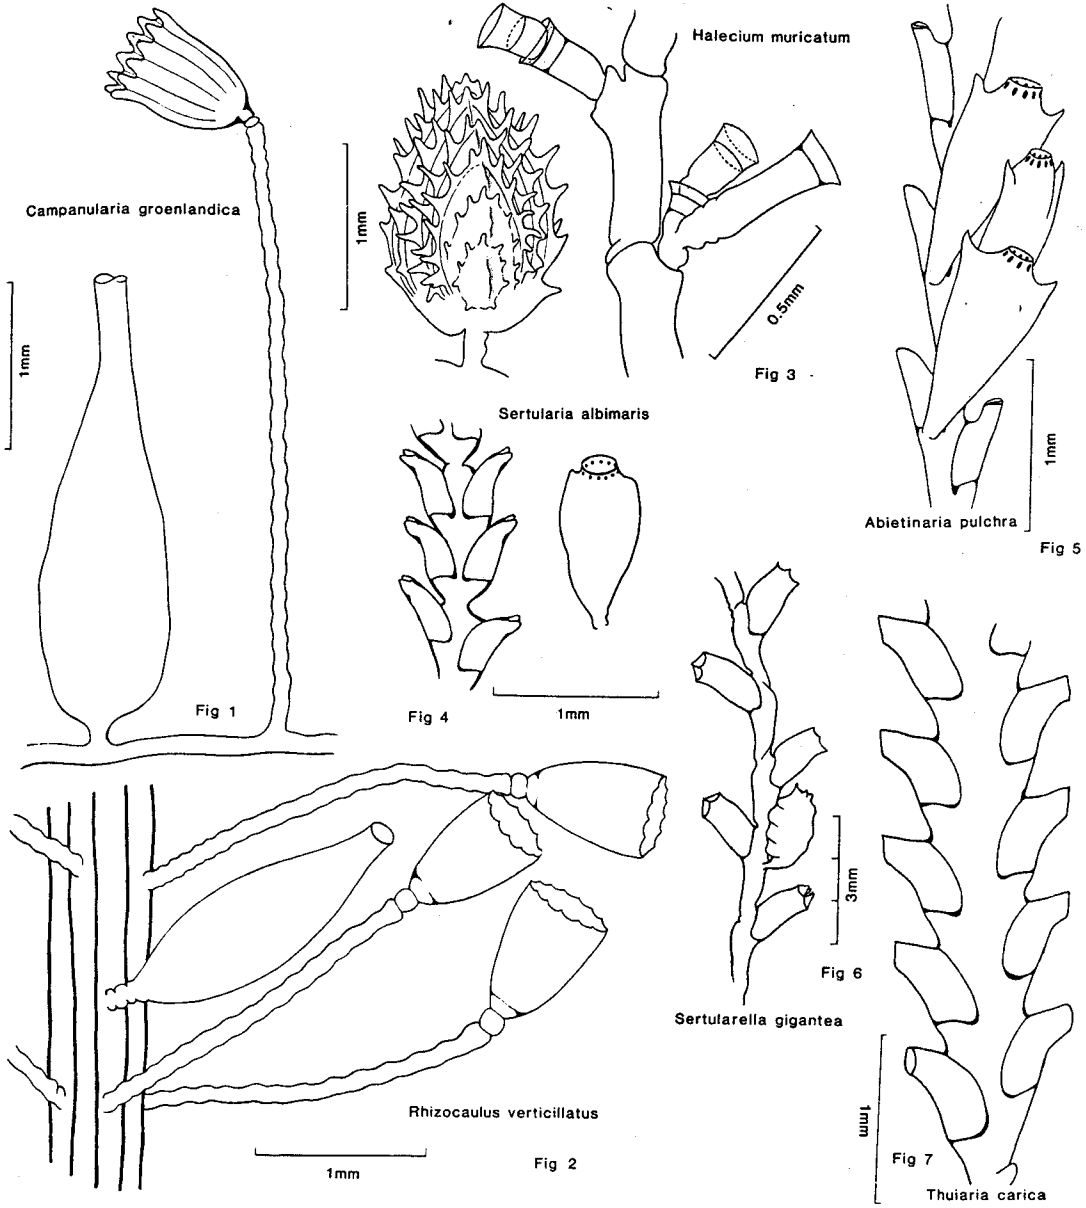 Halecium muricatum
Campanularia groenlandica
1mm
1mm
0.5mm
Fig 3
Sertularia albimaris
1mm
Abietinaria pulchra
Fig 5
Fig 1
Fig 4
1mm
3mm
Fig 6
Sertularella gigantea
Rhizocaulus verticillatus
1mm
Fig 2
1mm
Fig 7
Thuiaria carica